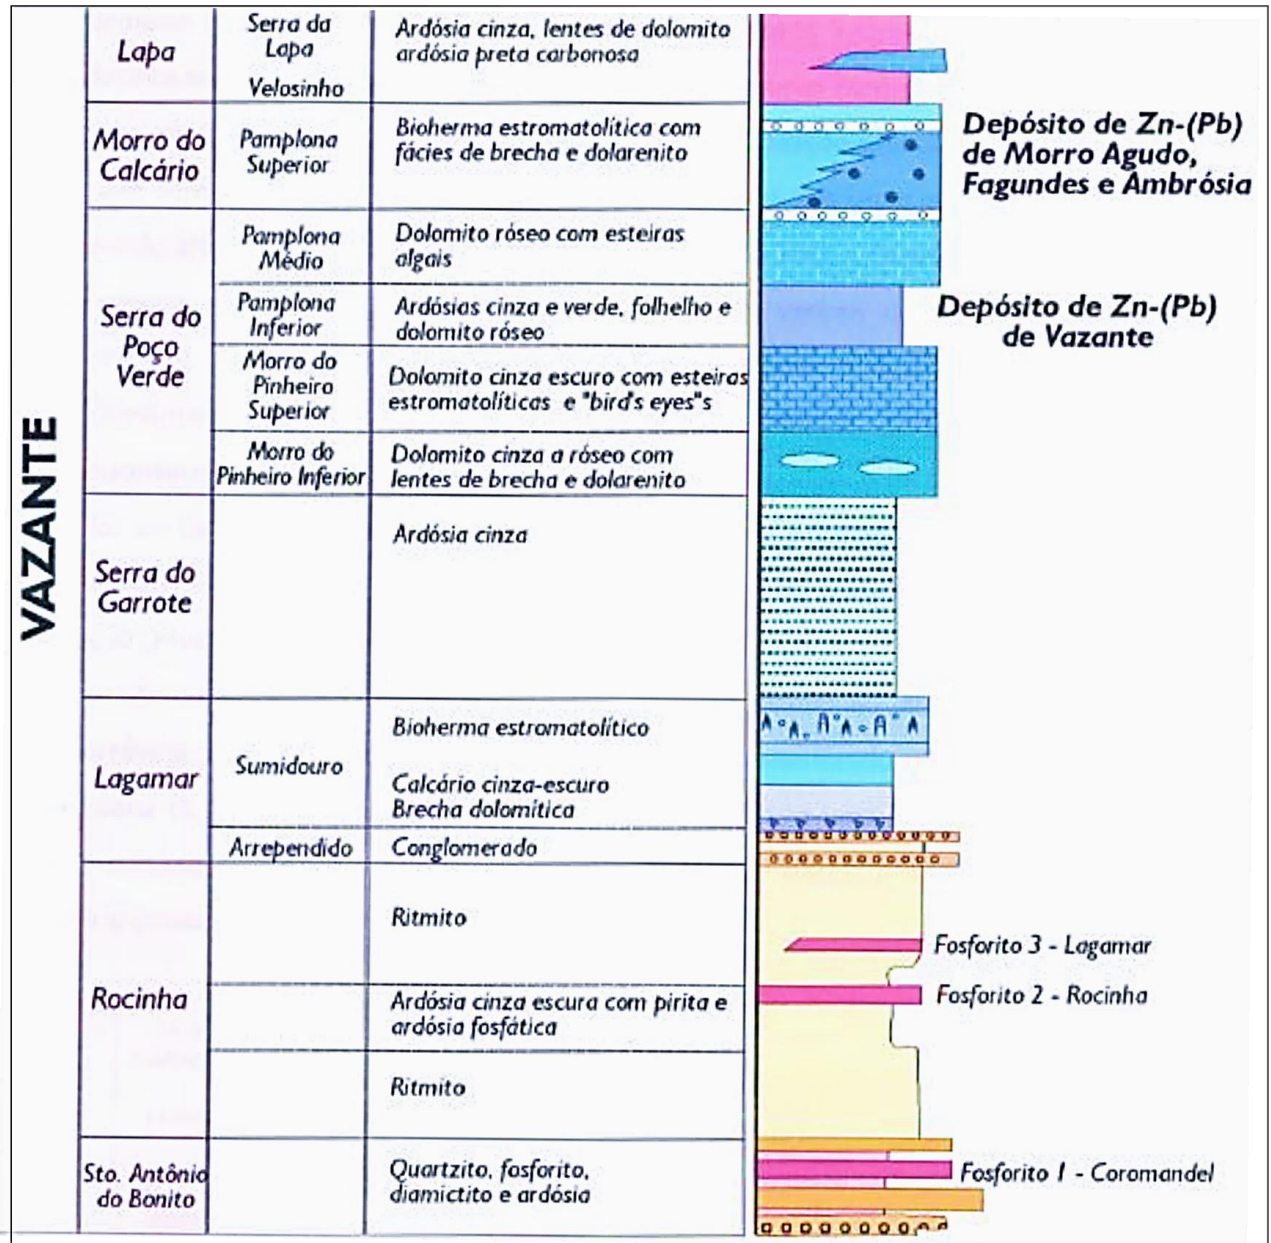 VAZANTE
Lapa
Serra da
Lapa
Velosinho
Ardósia cinza, lentes de dolomito
ardósia preta carbonosa
Morro do
Calcário
Pamplona
Superior
Bioherma estromatolítica com
fácies de brecha e dolarenito
Depósito de Zn-(Pb)
de Morro Agudo,
Fagundes e Ambrósia
Serra do
Poço
Verde
Pamplona
Médio
Dolomito róseo com esteiras
algais
Pamplona
Inferior
Ardósias cinza e verde, folhelho e
dolomito róseo
Depósito de Zn-(Pb)
de Vazante
Morro do
Pinheiro
Superior
Dolomito cinza escuro com esteiras
estromatolíticas e "bird's eyes"s
Morro do
Pinheiro Inferior
Dolomito cinza a róseo com
lentes de brecha e dolarenito
Serra do
Garrote
Ardósia cinza
Lagamar
Sumidouro
Bioherma estromatolítico
Calcário cinza-escuro
Brecha dolomítica
Arrependido
Conglomerado
Rocinha
Ritmito
Fosforito 3 - Lagamar
Ardósia cinza escura com pirita e
ardósia fosfática
Fosforito 2 - Rocinha
Ritmito
Sto. Antônio
do Bonito
Quartzito, fosforito,
diamictito e ardósia
Fosforito 1 - Coromandel